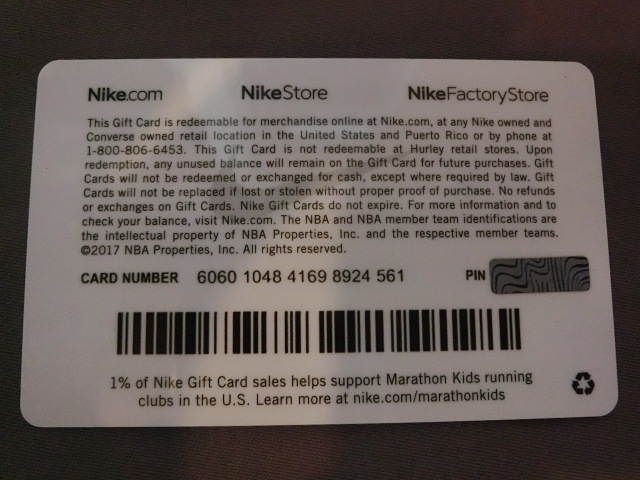 Nike.com NikeStore NikeFactoryStore
This Gift Card is redeemable for merchandise online at Nike.com, at any Nike owned and
Converse owned retail location in the United States and Puerto Rico or by phone at
1-800-806-6453. This Gift Card is not redeemable at Hurley retail stores. Upon
redemption, any unused balance will remain on the Gift Card for future purchases. Gift
Cards will not be redeemed or exchanged for cash, except where required by law. Gift
Cards will not be replaced if lost or stolen without proper proof of purchase. No refunds
or exchanges on Gift Cards. Nike Gift Cards do not expire. For more information and to
check your balance, visit Nike.com. The NBA and NBA member team identifications are
the intellectual property of NBA Properties, Inc. and the respective member teams.
©2017 NBA Properties, Inc. All rights reserved.
CARD NUMBER 6060 1048 4169 8924 561 PIN
1% of Nike Gift Card sales helps support Marathon Kids running
clubs in the U.S. Learn more at nike.com/marathonkids